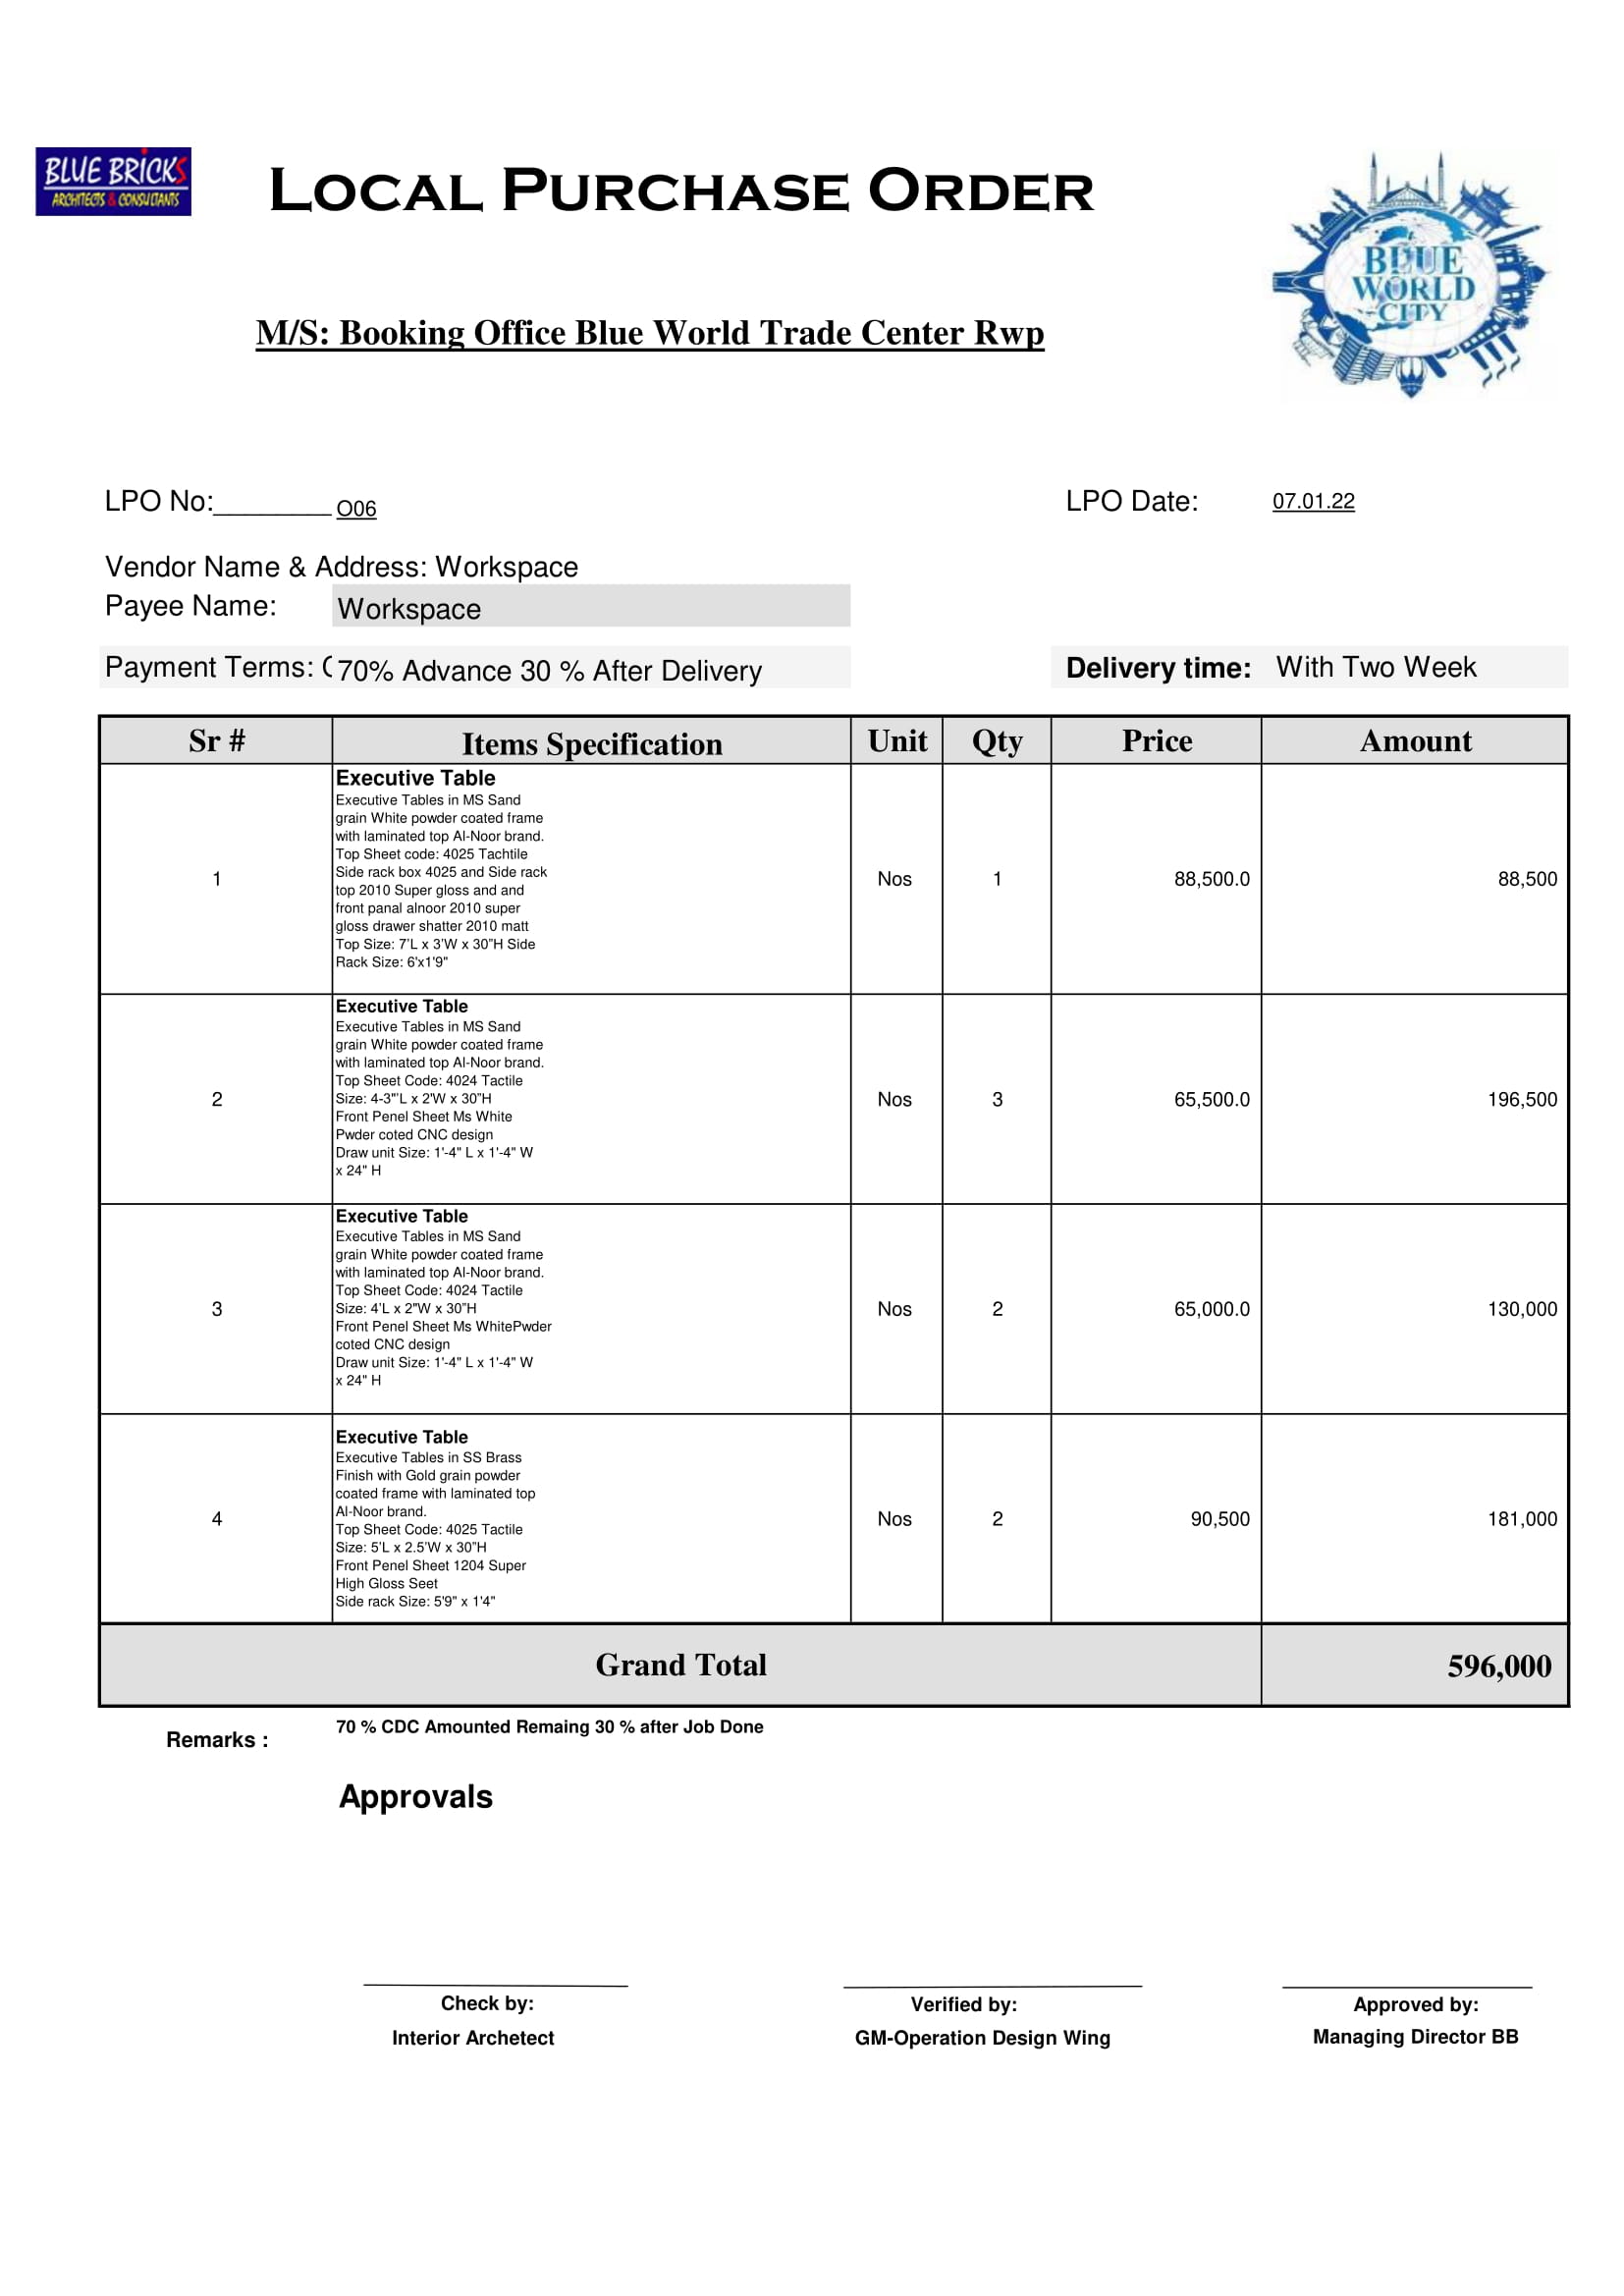 BLUE BRICKS
ARCHITECTS & CONSULTANTS
LOCAL PURCHASE ORDER
BLUE
WORLD
CITY
M/S: Booking Office Blue World Trade Center Rwp
LPO No:________ O06 LPO Date: 07.01.22
Vendor Name & Address: Workspace
Payee Name: Workspace
Payment Terms: 70% Advance 30 % After Delivery Delivery time: With Two Week
Sr # Items Specification Unit Qty Price Amount
Executive Table
Executive Tables in MS Sand
grain White powder coated frame
with laminated top Al-Noor brand.
Top Sheet code: 4025 Tachtile
Side rack box 4025 and Side rack
top 2010 Super gloss and and
front panal alnoor 2010 super
gloss drawer shatter 2010 matt
Top Size: 7'L x 3'W x 30"H Side
Rack Size: 6'x1'9"
1 Nos 1 88,500.0 88,500
Executive Table
Executive Tables in MS Sand
grain White powder coated frame
with laminated top Al-Noor brand.
Top Sheet Code: 4024 Tactile
Size: 4-3"'L x 2'W x 30"H
Front Penel Sheet Ms White
Pwder coted CNC design
Draw unit Size: 1'-4" L x 1'-4" W
x 24" H
2 Nos 3 65,500.0 196,500
Executive Table
Executive Tables in MS Sand
grain White powder coated frame
with laminated top Al-Noor brand.
Top Sheet Code: 4024 Tactile
Size: 4'L x 2"W x 30"H
Front Penel Sheet Ms WhitePwder
coted CNC design
Draw unit Size: 1'-4" L x 1'-4" W
x 24" H
3 Nos 2 65,000.0 130,000
Executive Table
Executive Tables in SS Brass
Finish with Gold grain powder
coated frame with laminated top
Al-Noor brand.
Top Sheet Code: 4025 Tactile
Size: 5'L x 2.5'W x 30"H
Front Penel Sheet 1204 Super
High Gloss Seet
Side rack Size: 5'9" x 1'4"
4 Nos 2 90,500 181,000
Grand Total 596,000
Remarks : 70 % CDC Amounted Remaing 30 % after Job Done
Approvals
Check by: Verified by: Approved by:
Interior Archetect GM-Operation Design Wing Managing Director BB